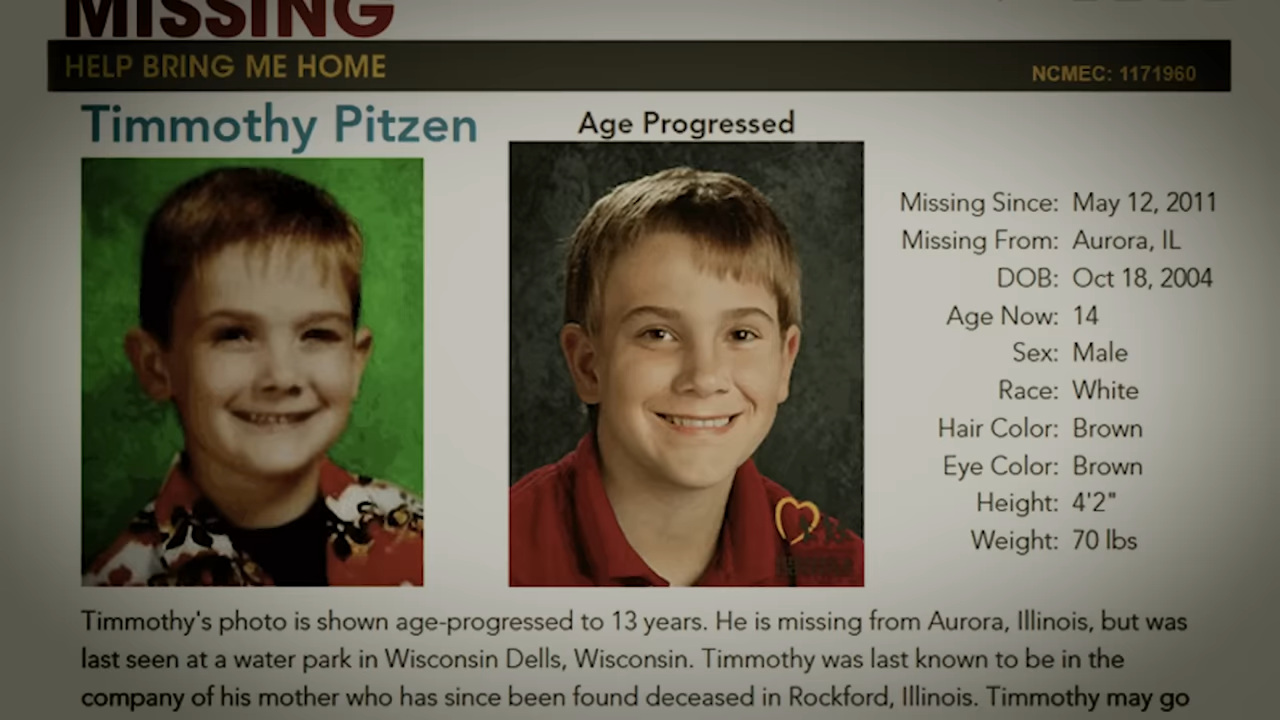 MISSING
HELP BRING ME HOME
NCMEC: 1171960
Timmothy Pitzen
Age Progressed
Missing Since: May 12, 2011
Missing From: Aurora, IL
DOB: Oct 18, 2004
Age Now: 14
Sex: Male
Race: White
Hair Color: Brown
Eye Color: Brown
Height: 4'2"
Weight: 70 lbs
Timmothy's photo is shown age-progressed to 13 years. He is missing from Aurora, Illinois, but was
last seen at a water park in Wisconsin Dells, Wisconsin. Timmothy was last known to be in the
company of his mother who has since been found deceased in Rockford, Illinois. Timmothy may go